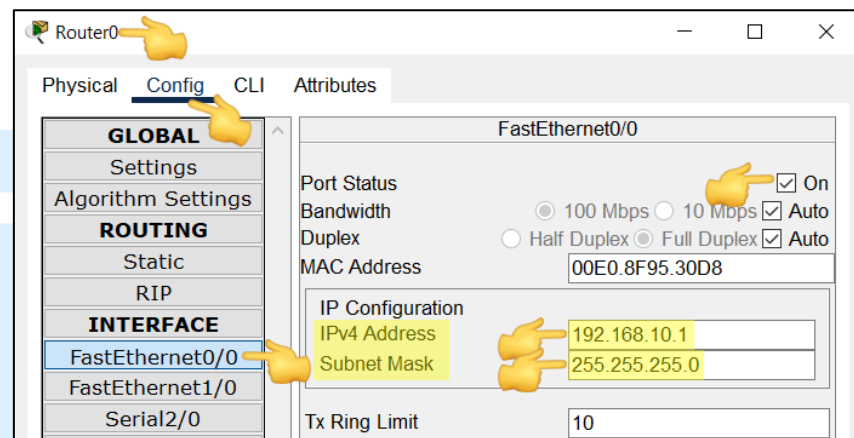 Router0
Physical Config CLI Attributes
GLOBAL
Settings
Algorithm Settings
ROUTING
Static
RIP
INTERFACE
FastEthernet0/0
FastEthernet1/0
Serial2/0
FastEthernet0/0
Port Status On
Bandwidth 100 Mbps 10 Mbps Auto
Duplex Half Duplex Full Duplex Auto
MAC Address 00E0.8F95.30D8
IP Configuration
IPv4 Address 192.168.10.1
Subnet Mask 255.255.255.0
Tx Ring Limit 10